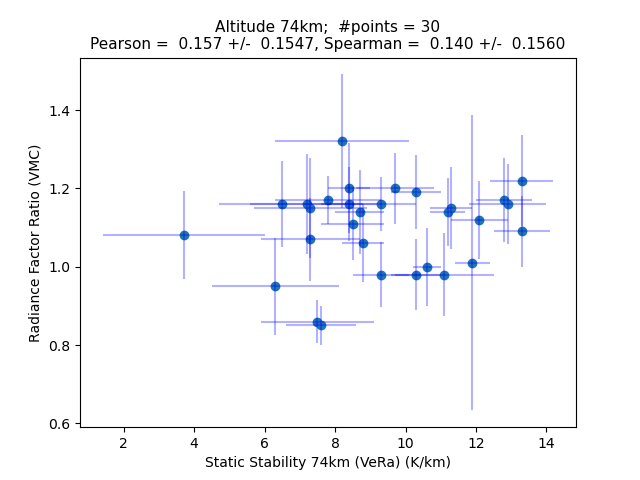 Altitude 74km;  #points = 30
Pearson =  0.157 +/-  0.1547, Spearman =  0.140 +/-  0.1560
1.4
1.2
1.0
0.8
0.6
Radiance Factor Ratio (VMC)
2 4 6 8 10 12 14
Static Stability 74km (VeRa) (K/km)